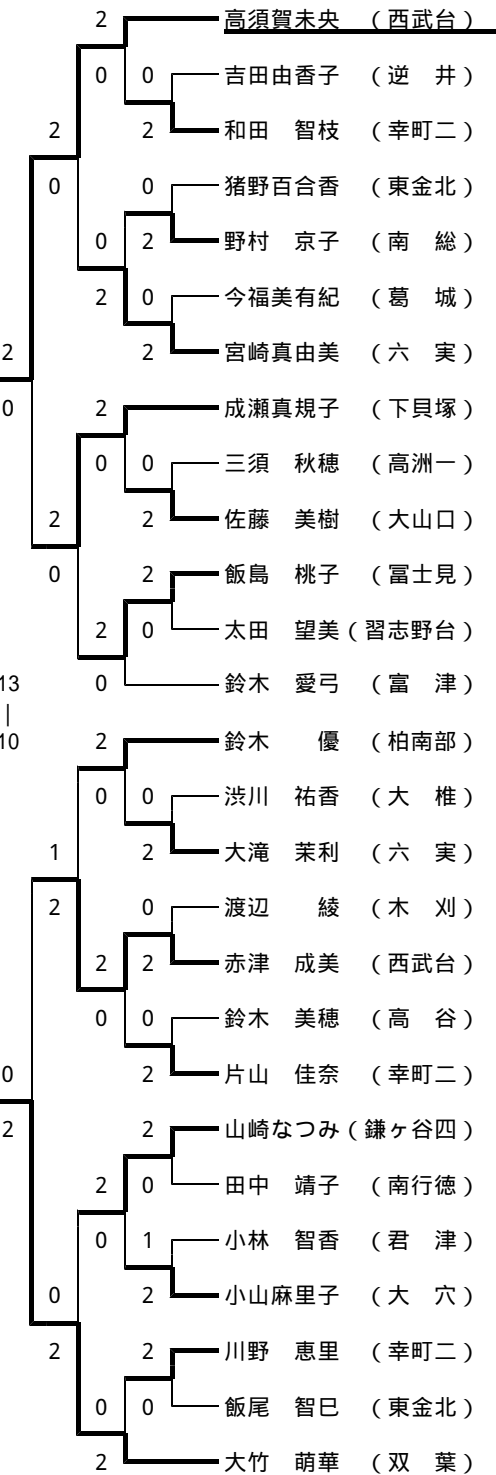 2 高須賀未央 （西武台）
0 0 吉田由香子 （逆 井）
2 2 和田 智枝 （幸町二）
0 0 猪野百合香 （東金北）
0 2 野村 京子 （南 総）
2 0 今福美有紀 （葛 城）
2 2 宮崎真由美 （六 実）
0 2 成瀬真規子 （下貝塚）
0 0 三須 秋穂 （高洲一）
2 2 佐藤 美樹 （大山口）
0 2 飯島 桃子 （冨士見）
2 0 太田 望美（習志野台）
13 0 鈴木 愛弓 （富 津）
|
10 2 鈴木 優 （柏南部）
0 0 渋川 祐香 （大 椎）
1 2 大滝 茉利 （六 実）
2 0 渡辺 綾 （木 刈）
2 2 赤津 成美 （西武台）
0 0 鈴木 美穂 （高 谷）
0 2 片山 佳奈 （幸町二）
2 2 山崎なつみ（鎌ヶ谷四）
2 0 田中 靖子 （南行徳）
0 1 小林 智香 （君 津）
0 2 小山麻里子 （大 穴）
2 2 川野 恵里 （幸町二）
0 0 飯尾 智巳 （東金北）
2 大竹 萌華 （双 葉）